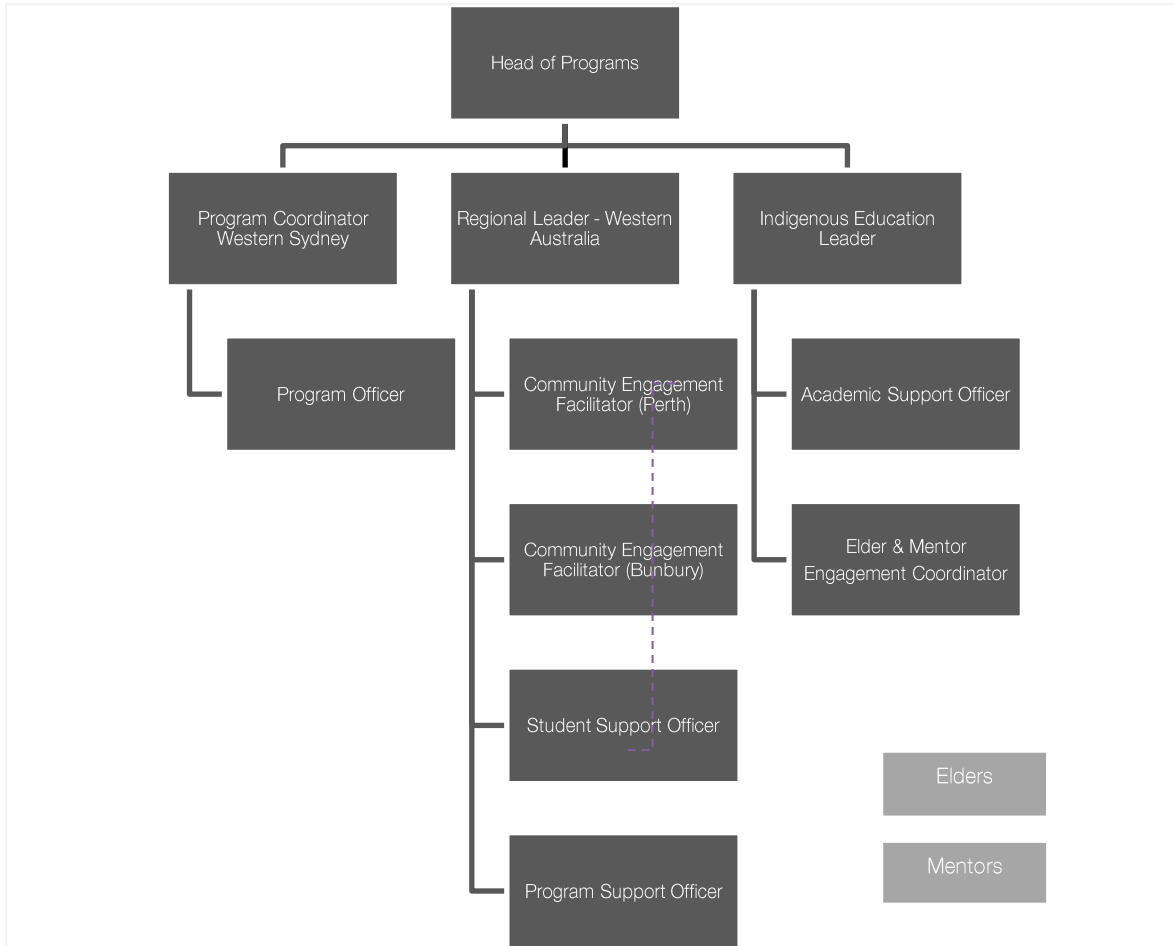 Head of Programs
Program Coordinator
Western Sydney
Regional Leader - Western
Australia
Indigenous Education
Leader
Program Officer
Community Engagement
Facilitator (Perth)
Academic Support Officer
Community Engagement
Facilitator (Bunbury)
Elder & Mentor
Engagement Coordinator
Student Support Officer
Elders
Mentors
Program Support Officer